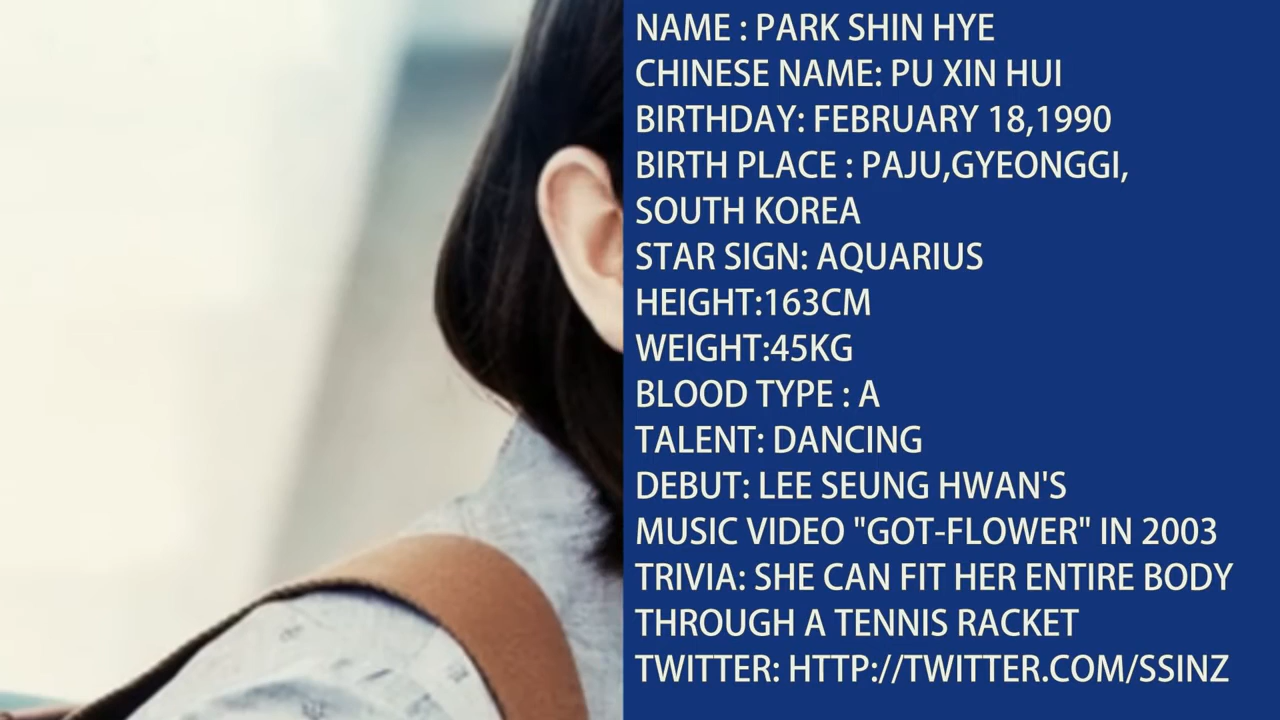 NAME : PARK SHIN HYE
CHINESE NAME: PU XIN HUI
BIRTHDAY: FEBRUARY 18,1990
BIRTH PLACE : PAJU,GYEONGGI,
SOUTH KOREA
STAR SIGN: AQUARIUS
HEIGHT:163CM
WEIGHT:45KG
BLOOD TYPE : A
TALENT: DANCING
DEBUT: LEE SEUNG HWAN'S
MUSIC VIDEO "GOT-FLOWER" IN 2003
TRIVIA: SHE CAN FIT HER ENTIRE BODY
THROUGH A TENNIS RACKET
TWITTER: HTTP://TWITTER.COM/SSINZ